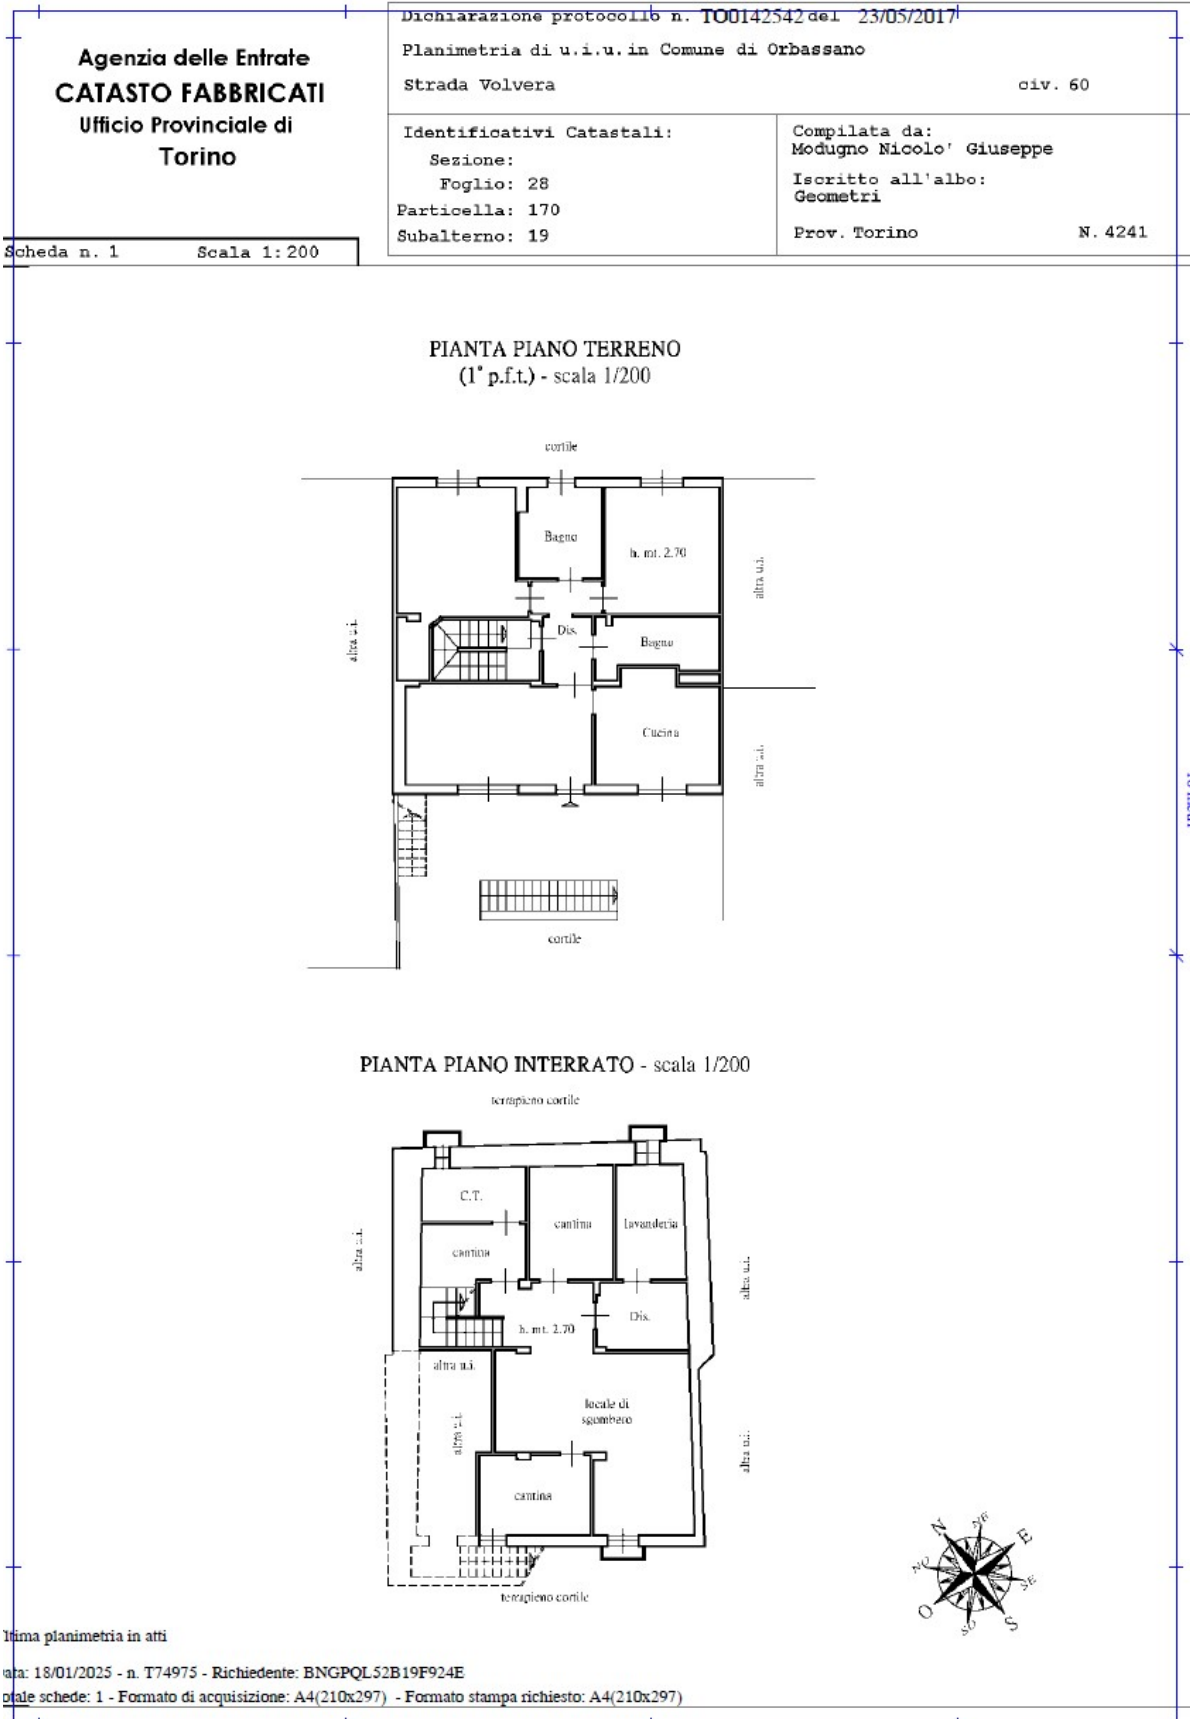 Agenzia delle Entrate
CATASTO FABBRICATI
Ufficio Provinciale di
Torino
Dichiarazione protocollo n. TO0142542 del 23/05/2017
Planimetria di u.i.u. in Comune di Orbassano
Strada Volvera civ. 60
Identificativi Catastali:
Sezione:
Foglio: 28
Particella: 170
Subalterno: 19
Compilata da:
Modugno Nicolo' Giuseppe
Iscritto all'albo:
Geometri
Prov. Torino N. 4241
Scheda n. 1 Scala 1:200
PIANTA PIANO TERRENO
(1° p.f.t.) - scala 1/200
cortile
Bagno
h. mt. 2.70
altra u.i.
altra u.i.
Dis.
Bagno
Cucina
altra u.i.
cortile
PIANTA PIANO INTERRATO - scala 1/200
terrapieno cortile
C.T.
cantina
lavanderia
cantina
altra u.i.
altra u.i.
Dis.
h. mt. 2.70
altra u.i.
locale di
sgombero
altra u.i.
altra u.i.
cantina
terrapieno cortile
N
NE
E
SE
S
SO
O
NO
ltima planimetria in atti
ata: 18/01/2025 - n. T74975 - Richiedente: BNGPQL52B19F924E
otale schede: 1 - Formato di acquisizione: A4(210x297) - Formato stampa richiesto: A4(210x297)